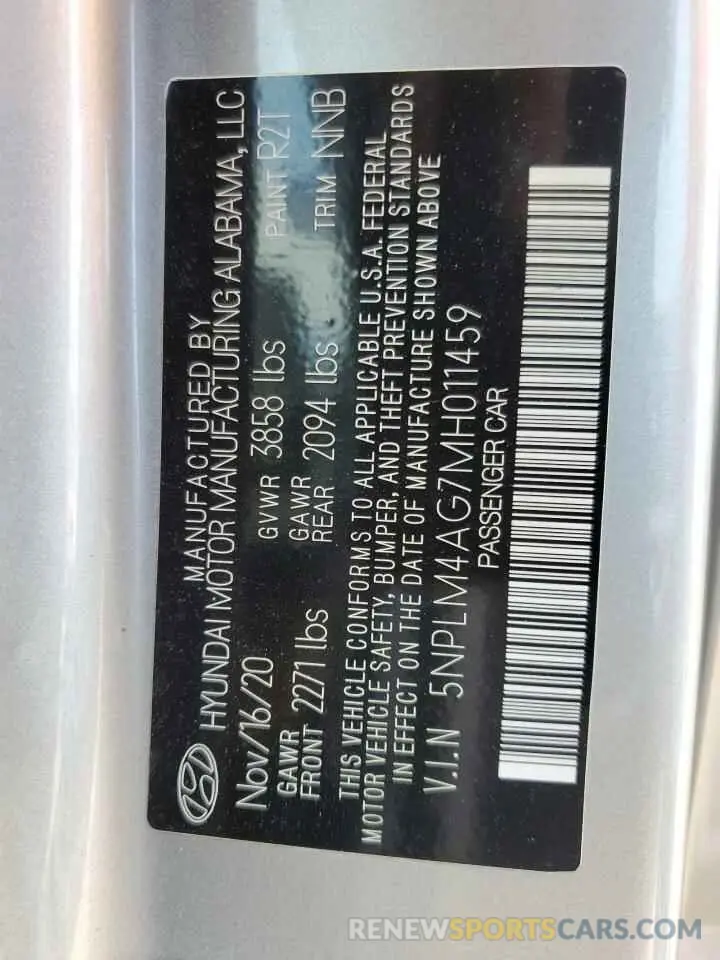 MANUFACTURED BY
HYUNDAI MOTOR MANUFACTURING ALABAMA, LLC
Nov/16/20 GVWR 3858 lbs PAINT R2T
GAWR FRONT 2271 lbs GAWR REAR 2094 lbs TRIM NNB
THIS VEHICLE CONFORMS TO ALL APPLICABLE U.S.A. FEDERAL
MOTOR VEHICLE SAFETY, BUMPER, AND THEFT PREVENTION STANDARDS
IN EFFECT ON THE DATE OF MANUFACTURE SHOWN ABOVE
V.I.N 5NPLM4AG7MH011459
PASSENGER CAR
RENEWSPORTSCARS.COM